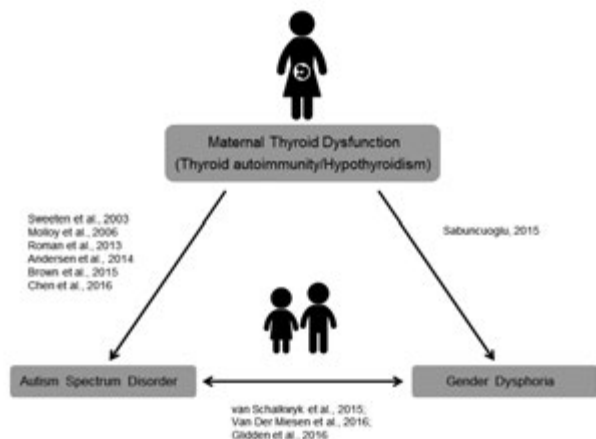 Maternal Thyroid Dysfunction
(Thyroid autoimmunity/Hypothyroidism)
Sweeten et al., 2003
Molloy et al., 2006
Roman et al., 2013
Andersen et al., 2014
Brown et al., 2015
Chen et al., 2016
Sabuncuoglu, 2015
Autism Spectrum Disorder
Gender Dysphoria
van Schalkwyk et al., 2015;
Van Der Miesen et al., 2016;
Glidden et al., 2016